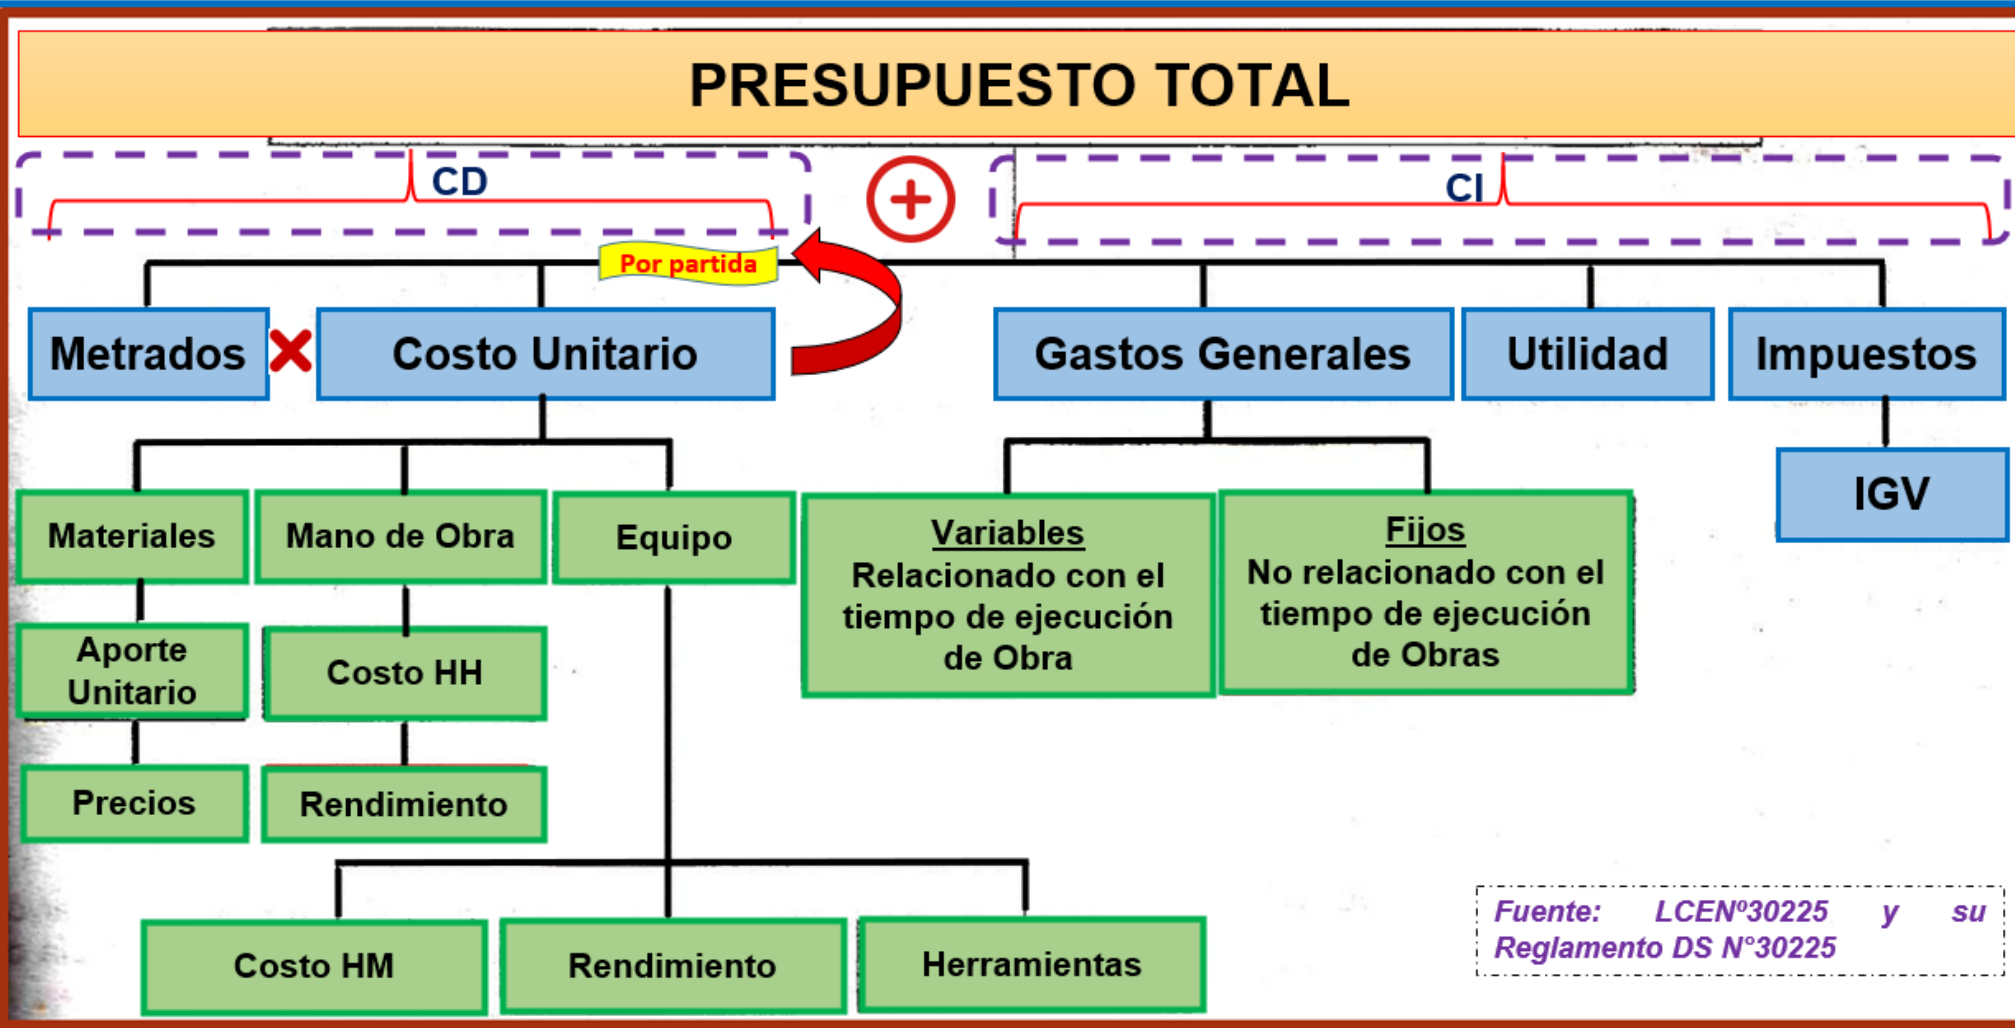 PRESUPUESTO TOTAL
CD
CI
Por partida
Metrados
Costo Unitario
Gastos Generales
Utilidad
Impuestos
IGV
Materiales
Mano de Obra
Equipo
Variables
Relacionado con el
tiempo de ejecución
de Obra
Fijos
No relacionado con el
tiempo de ejecución
de Obras
Aporte
Unitario
Costo HH
Precios
Rendimiento
Costo HM
Rendimiento
Herramientas
Fuente: LCENº30225 y su
Reglamento DS N°30225